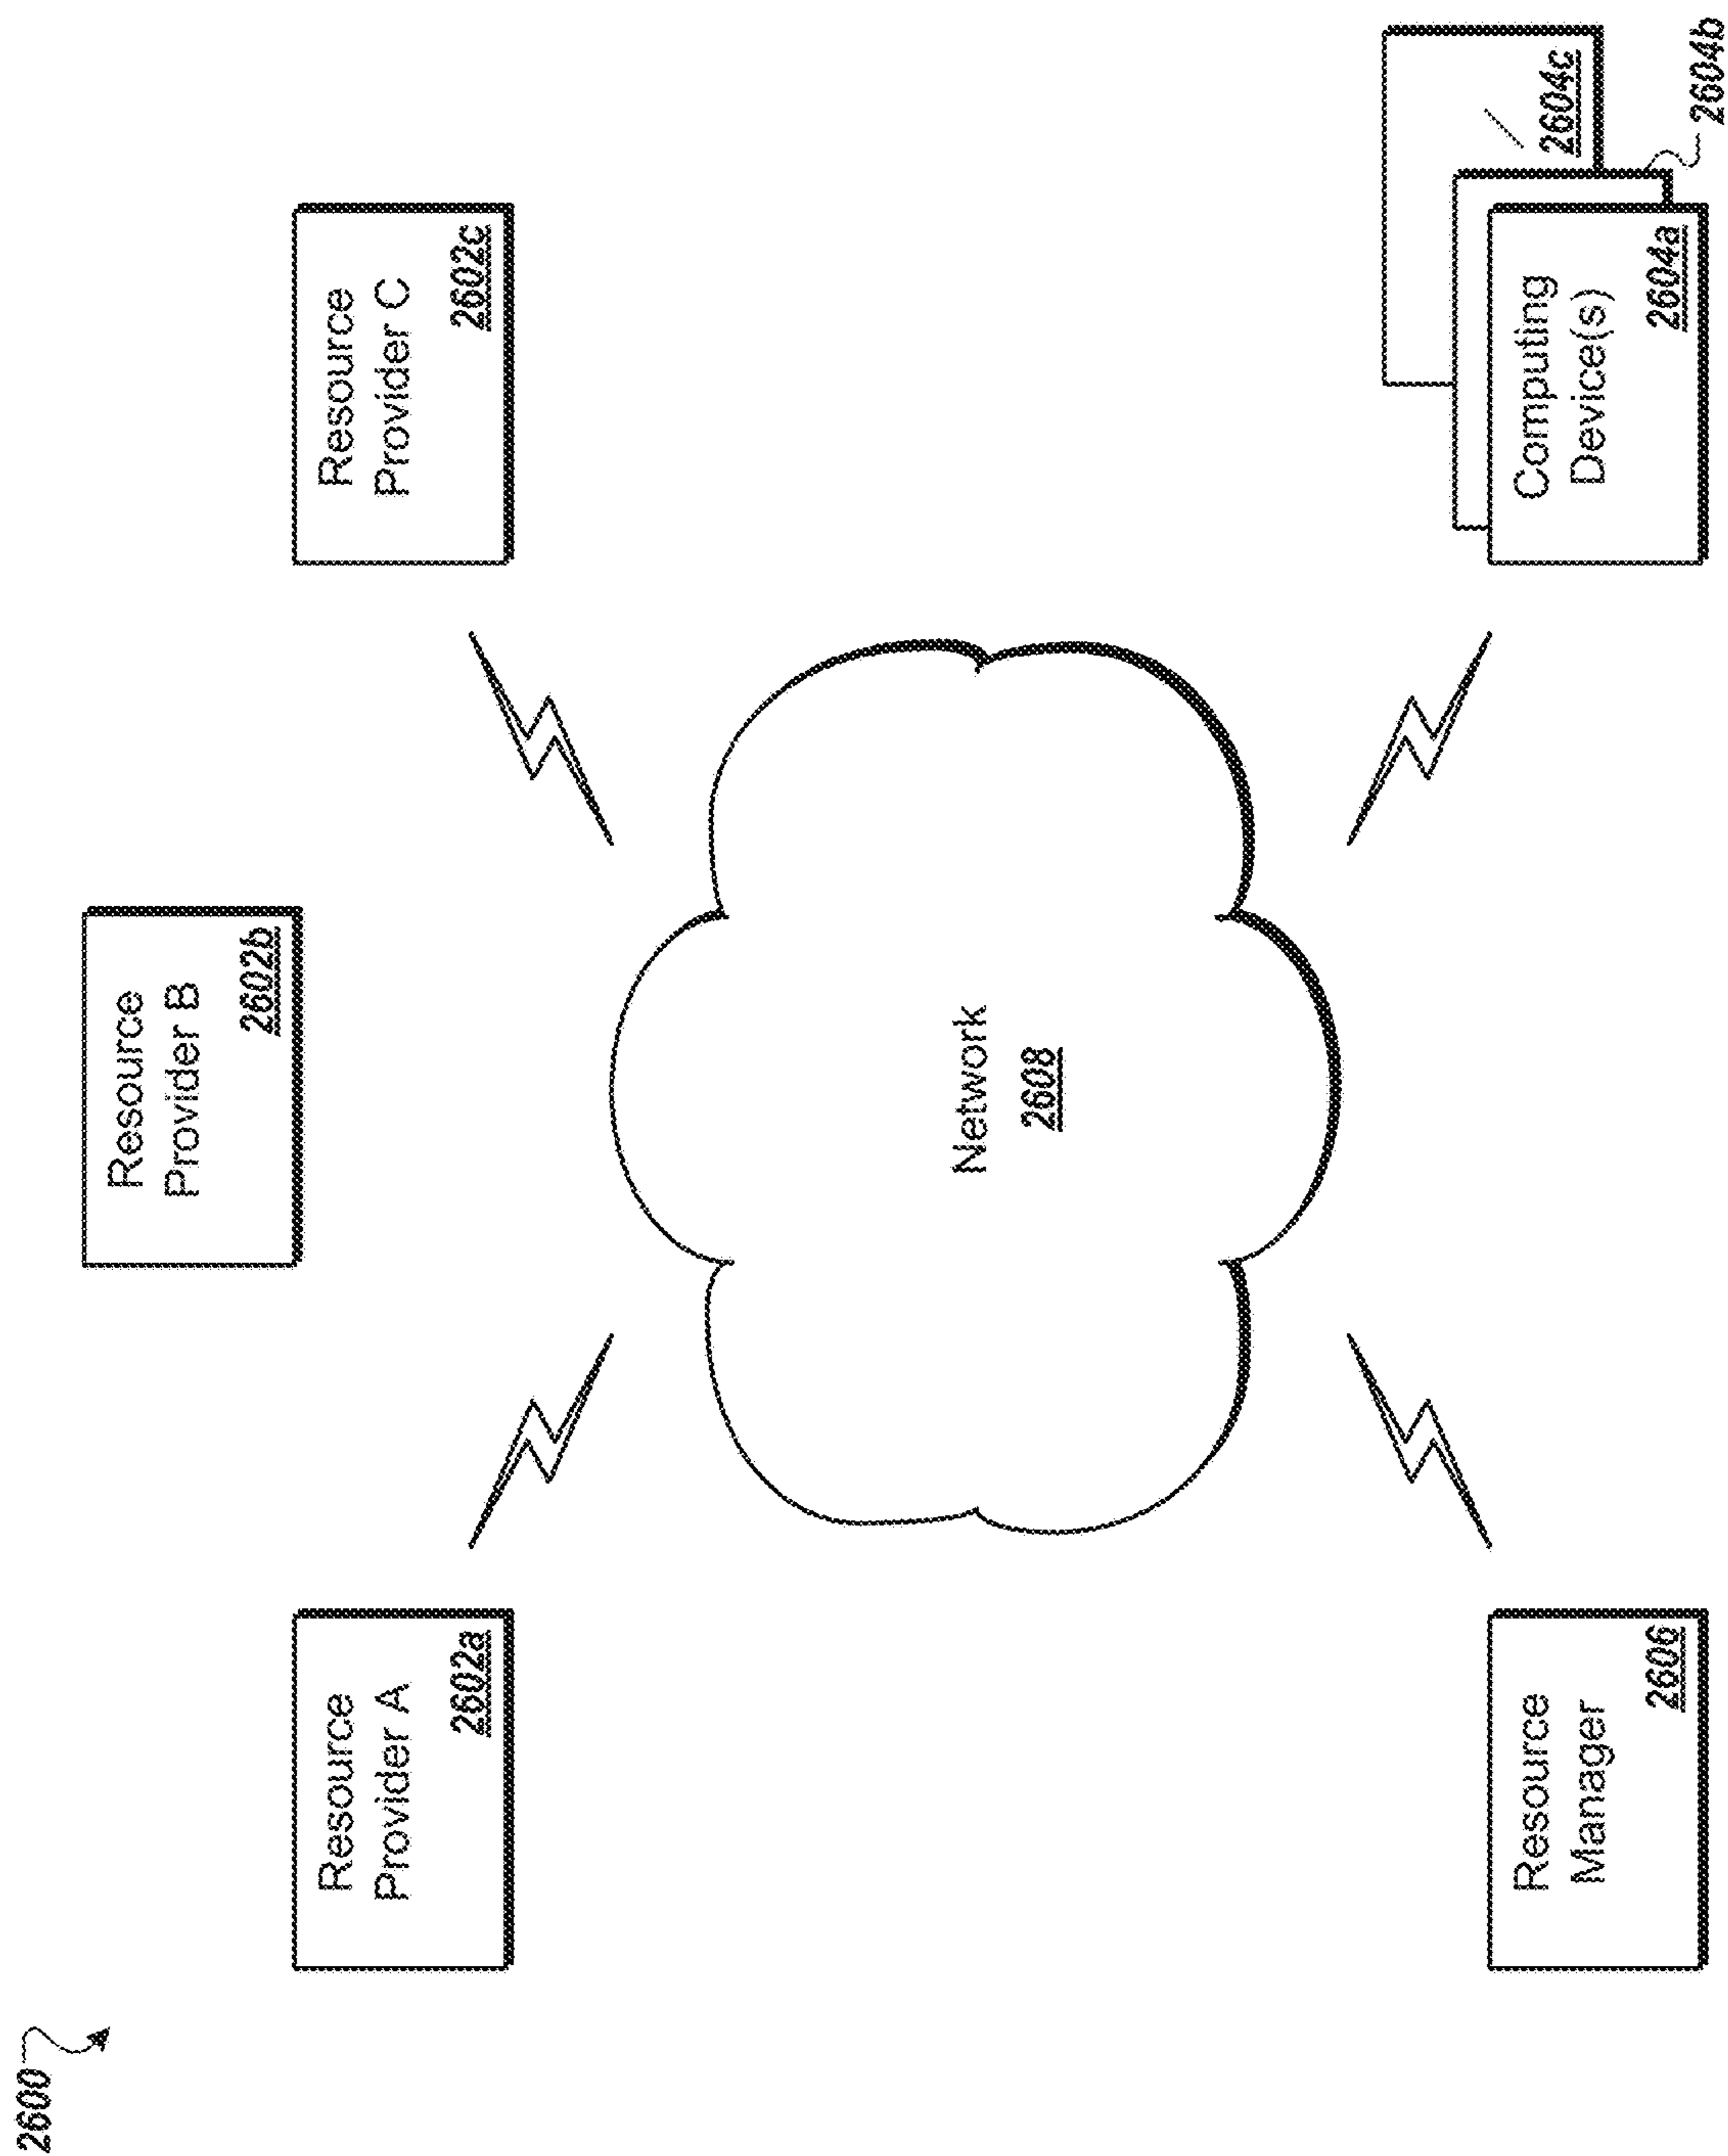 2600
Resource
Provider B
2602b
Resource
Provider A
2602a
Resource
Provider C
2602c
Network
2608
Resource
Manager
2606
Computing
Device(s)
2604a
2604c
2604b